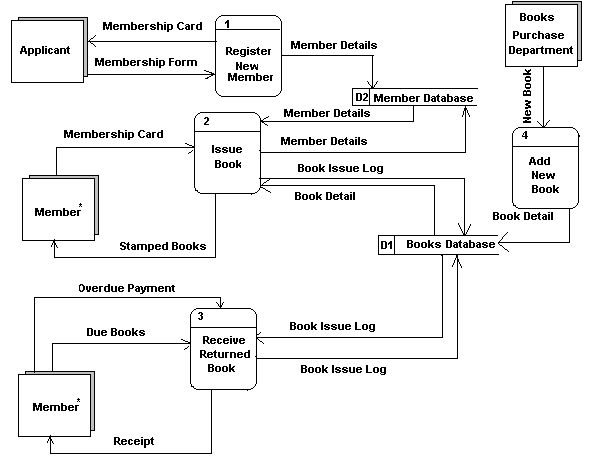 Membership Card
1
Books
Purchase
Department
Applicant
Register
New
Member
Member Details
Membership Form
New Book
D2
Member Database
Member Details
2
Membership Card
Issue
Book
Member Details
4
Add
New
Book
Book Issue Log
Member*
Book Detail
Book Detail
Stamped Books
D1
Books Database
Overdue Payment
3
Due Books
Receive
Returned
Book
Book Issue Log
Book Issue Log
Member*
Receipt